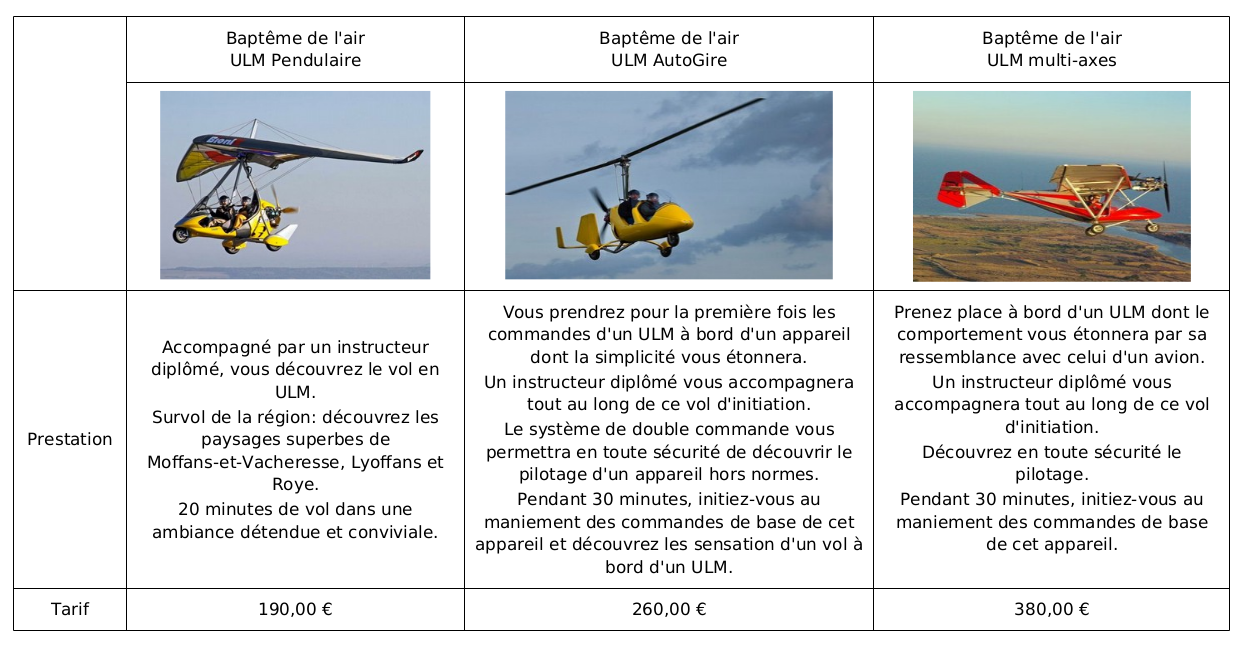 Baptême de l'air
ULM Pendulaire
Baptême de l'air
ULM AutoGire
Baptême de l'air
ULM multi-axes
Prestation
Accompagné par un instructeur
diplômé, vous découvrez le vol en
ULM.
Survol de la région: découvrez les
paysages superbes de
Moffans-et-Vacheresse, Lyoffans et
Roye.
20 minutes de vol dans une
ambiance détendue et conviviale.
Vous prendrez pour la première fois les
commandes d'un ULM à bord d'un appareil
dont la simplicité vous étonnera.
Un instructeur diplômé vous accompagnera
tout au long de ce vol d'initiation.
Le système de double commande vous
permettra en toute sécurité de découvrir le
pilotage d'un appareil hors normes.
Pendant 30 minutes, initiez-vous au
maniement des commandes de base de cet
appareil et découvrez les sensation d'un vol à
bord d'un ULM.
Prenez place à bord d'un ULM dont le
comportement vous étonnera par sa
ressemblance avec celui d'un avion.
Un instructeur diplômé vous
accompagnera tout au long de ce vol
d'initiation.
Découvrez en toute sécurité le
pilotage.
Pendant 30 minutes, initiez-vous au
maniement des commandes de base
de cet appareil.
Tarif
190,00 €
260,00 €
380,00 €